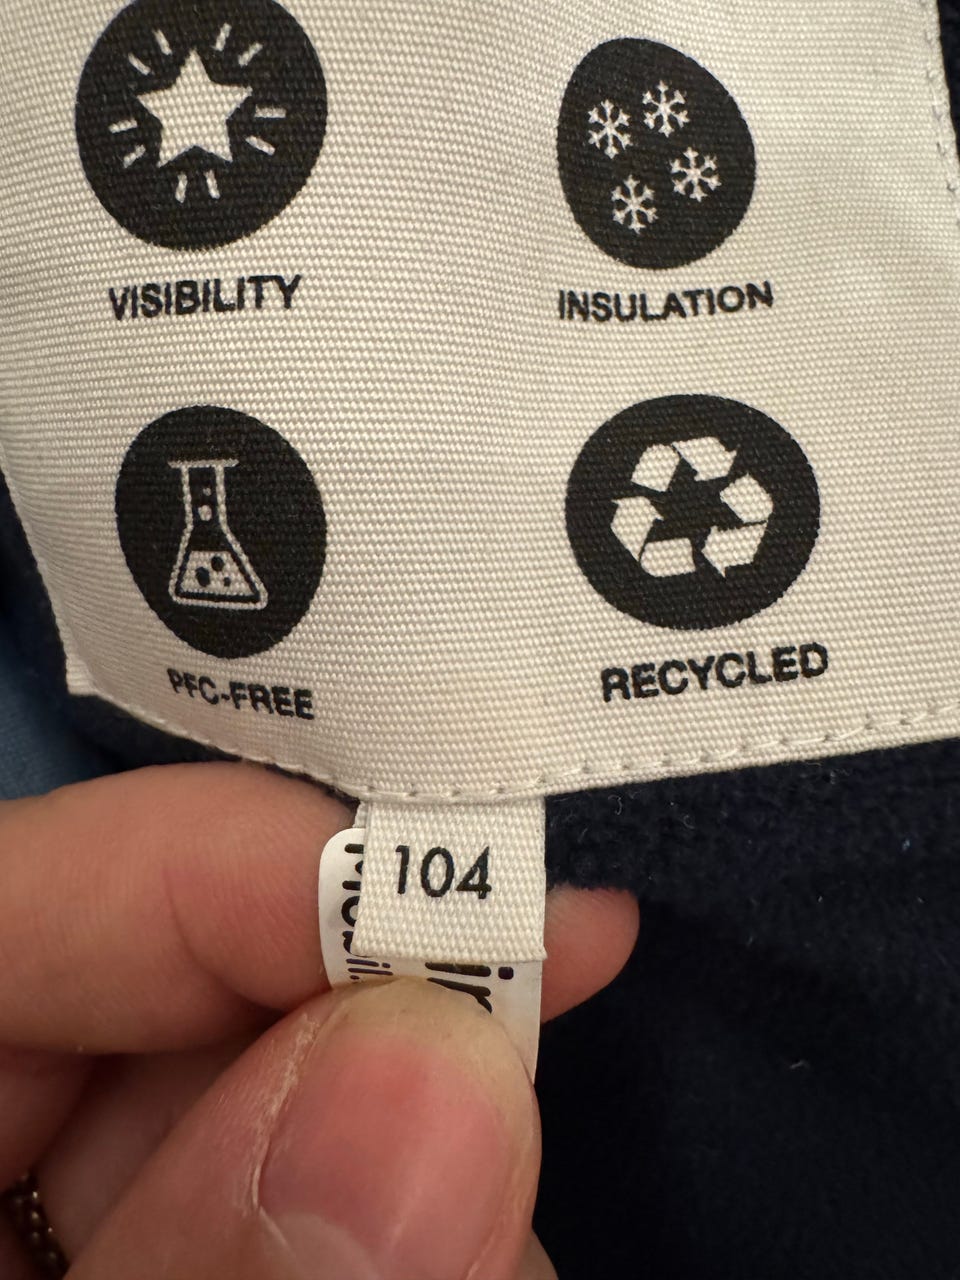 VISIBILITY
INSULATION
PFC-FREE
RECYCLED
104